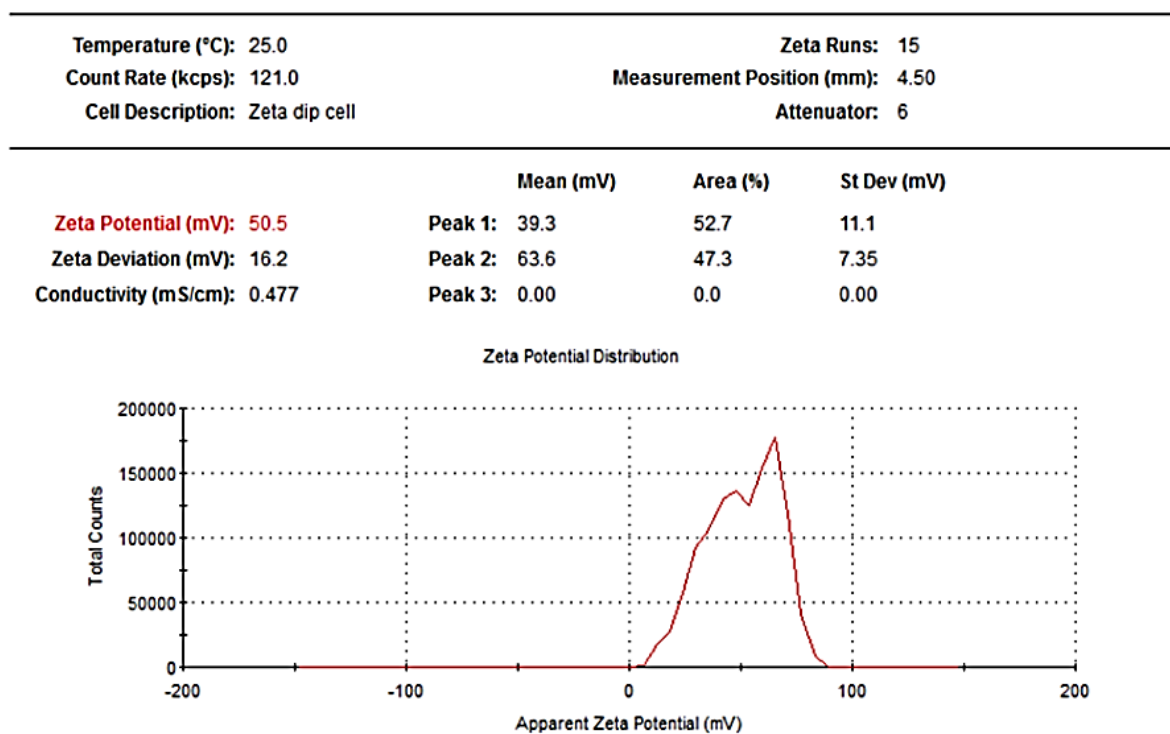 Temperature (°C): 25.0 Zeta Runs: 15
Count Rate (kcps): 121.0 Measurement Position (mm): 4.50
Cell Description: Zeta dip cell Attenuator: 6
Mean (mV) Area (%) St Dev (mV)
Zeta Potential (mV): 50.5 Peak 1: 39.3 52.7 11.1
Zeta Deviation (mV): 16.2 Peak 2: 63.6 47.3 7.35
Conductivity (mS/cm): 0.477 Peak 3: 0.00 0.0 0.00
Zeta Potential Distribution
200000
150000
100000
50000
0
Total Counts
-200 -100 0 100 200
Apparent Zeta Potential (mV)